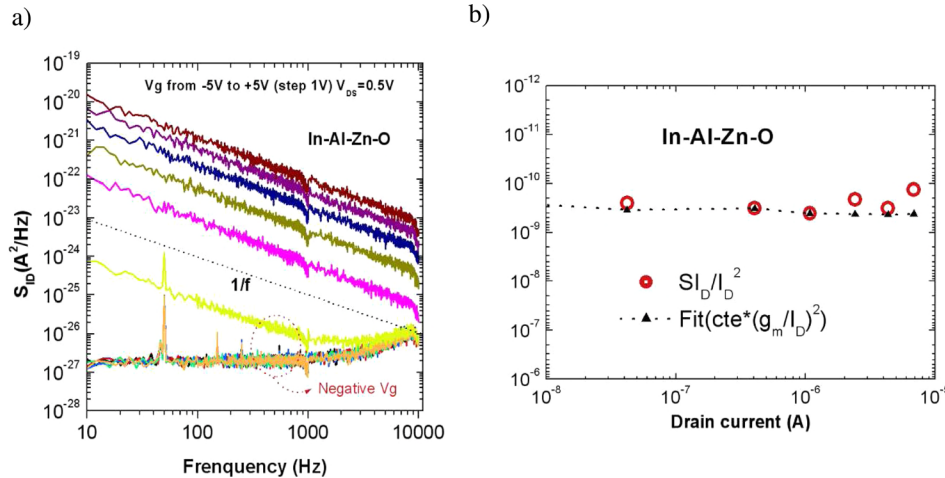 a)
b)
10⁻¹⁹
10⁻²⁰
10⁻²¹
10⁻²²
10⁻²³
10⁻²⁴
10⁻²⁵
10⁻²⁶
10⁻²⁷
10⁻²⁸
S_ID(A²/Hz)
Vg from -5V to +5V (step 1V) V_DS=0.5V
In-Al-Zn-O
1/f
Negative Vg
10 100 1000 10000
Frenquency (Hz)
10⁻¹²
10⁻¹¹
10⁻¹⁰
10⁻⁹
10⁻⁸
10⁻⁷
10⁻⁶
In-Al-Zn-O
SI_D/I_D²
Fit(cte*(g_m/I_D)²)
10⁻⁸ 10⁻⁷ 10⁻⁶ 10⁻⁵
Drain current (A)